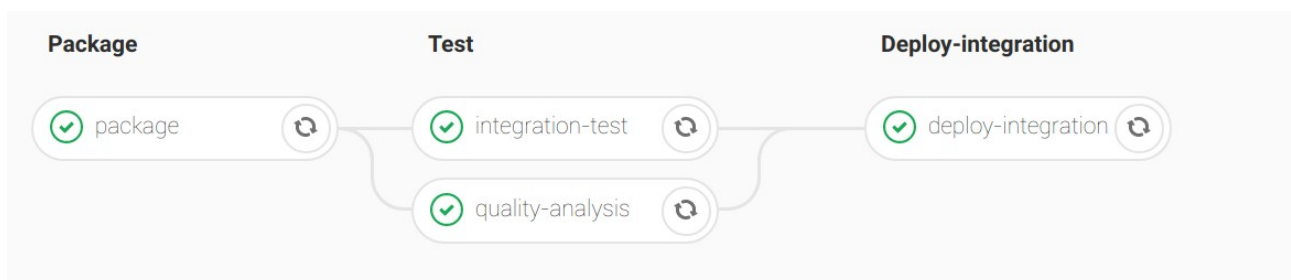 Package
Test
Deploy-integration
package
integration-test
deploy-integration
quality-analysis